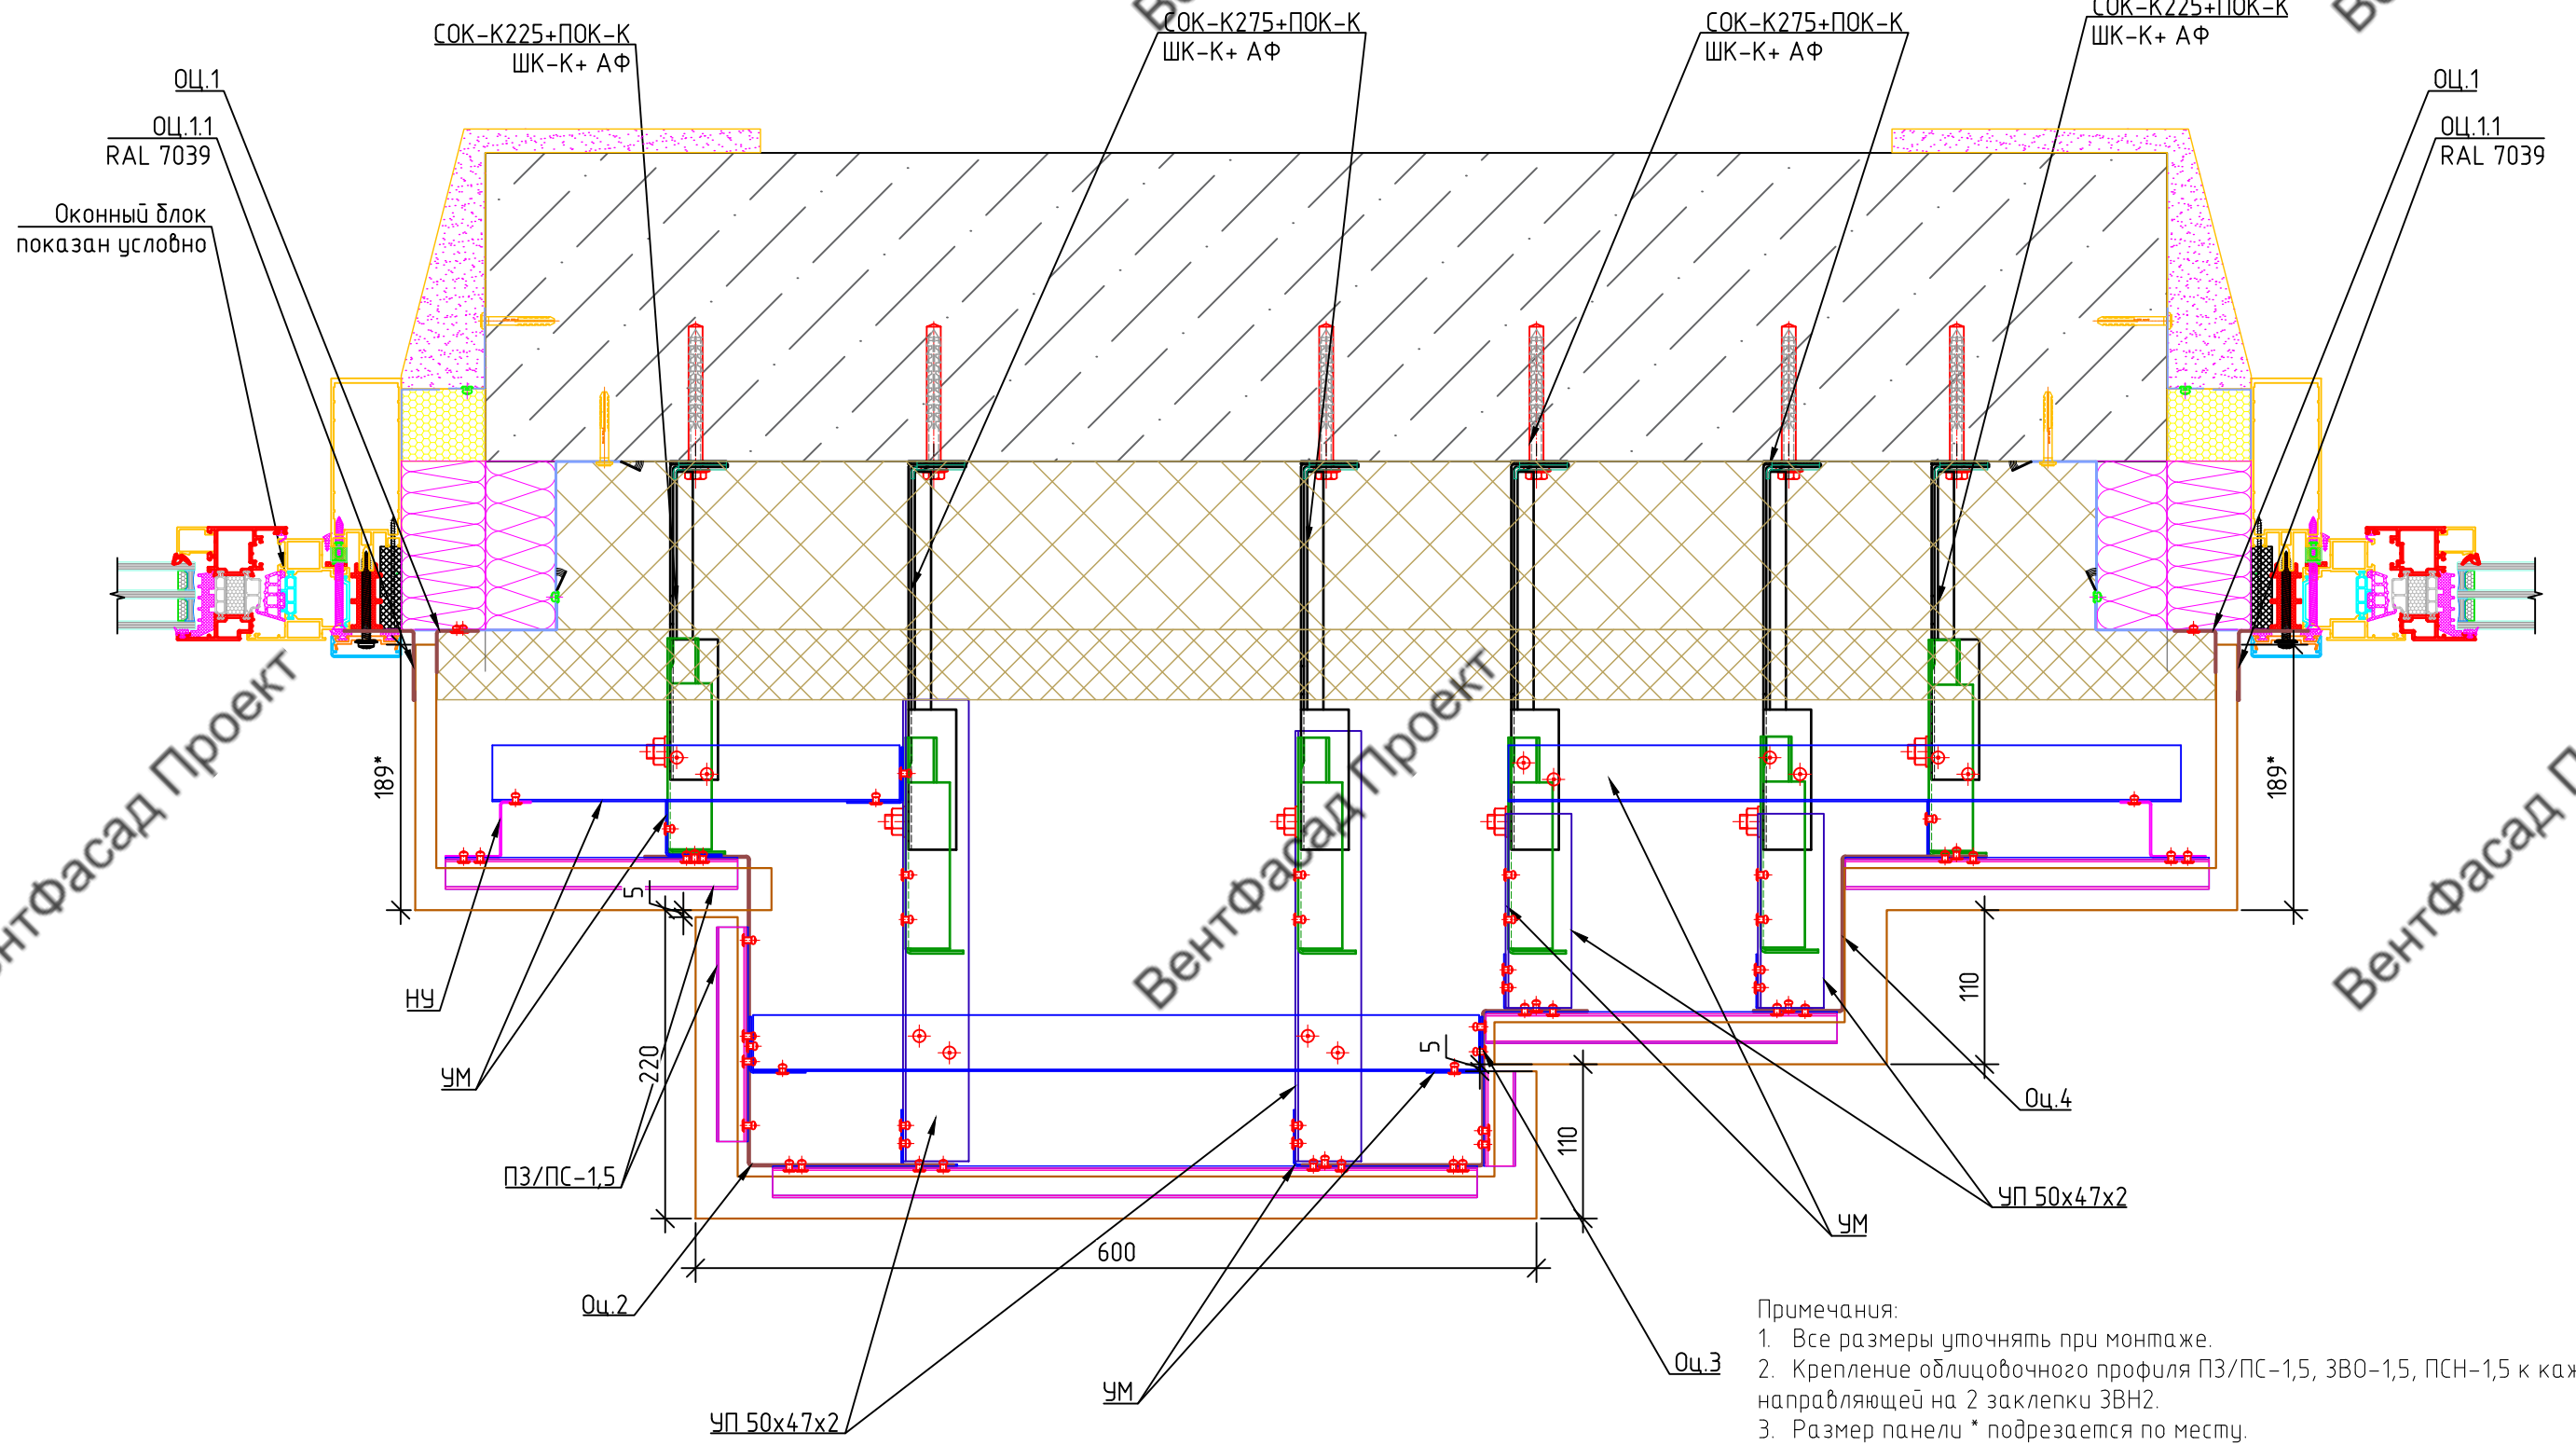 СОК-К225+ПОК-К
ШК-К+ АФ
СОК-К275+ПОК-К
ШК-К+ АФ
СОК-К275+ПОК-К
ШК-К+ АФ
СОК-К225+ПОК-К
ШК-К+ АФ
ОЦ.1
ОЦ.1.1
RAL 7039
Оконный блок
показан условно
ОЦ.1
ОЦ.1.1
RAL 7039
ВентФасад Проект
ВентФасад Проект
ВентФасад
189*
189*
5
НУ
УМ
220
5
110
110
Оц.4
ПЗ/ПС-1,5
УП 50х47х2
УМ
600
Оц.2
Оц.3
УМ
УП 50х47х2
Примечания:
1. Все размеры уточнять при монтаже.
2. Крепление облицовочного профиля ПЗ/ПС-1,5, ЗВО-1,5, ПСН-1,5 к
направляющей на 2 заклепки ЗВН2.
3. Размер панели * подрезается по месту.